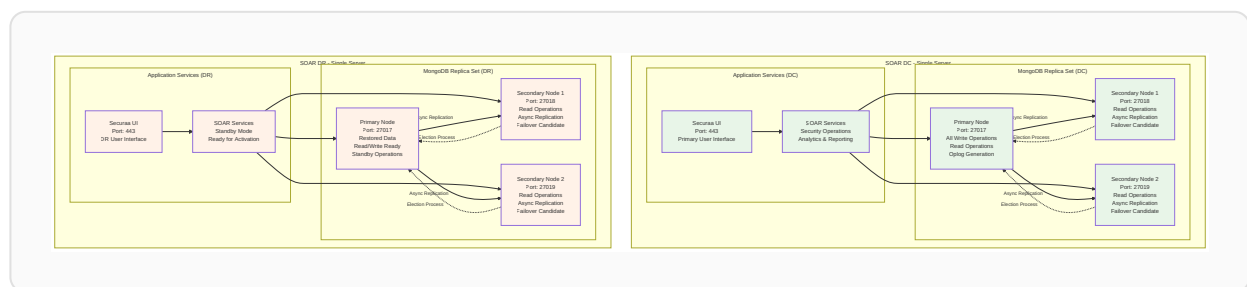 SOAR DR - Single Server
Application Services (DR)
Securaa UI
Port: 443
DR User Interface
SOAR Services
Standby Mode
Ready for Activation
MongoDB Replica Set (DR)
Primary Node
Port: 27017
Restored Data
Read/Write Ready
Standby Operations
Async Replication
Election Process
Async Replication
Election Process
Secondary Node 1
Port: 27018
Read Operations
Async Replication
Failover Candidate
Secondary Node 2
Port: 27019
Read Operations
Async Replication
Failover Candidate
SOAR DC - Single Server
Application Services (DC)
Securaa UI
Port: 443
Primary User Interface
SOAR Services
Security Operations
Analytics & Reporting
MongoDB Replica Set (DC)
Primary Node
Port: 27017
All Write Operations
Read Operations
Oplog Generation
Async Replication
Election Process
Async Replication
Election Process
Secondary Node 1
Port: 27018
Read Operations
Async Replication
Failover Candidate
Secondary Node 2
Port: 27019
Read Operations
Async Replication
Failover Candidate